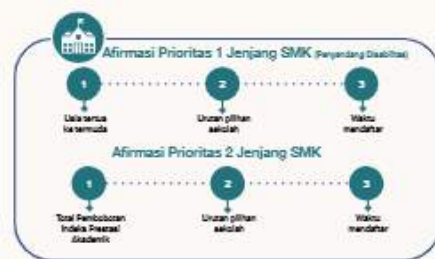 Afirmasi Prioritas 1 Jenjang SMK (Penyandang Disabilitas)
1 2 3
Usia tertua
ke termuda
Urutan pilihan
sekolah
Waktu
mendaftar
Afirmasi Prioritas 2 Jenjang SMK
1 2 3
Total Pembobotan
Indeks Prestasi
Akademik
Urutan pilihan
sekolah
Waktu
mendaftar